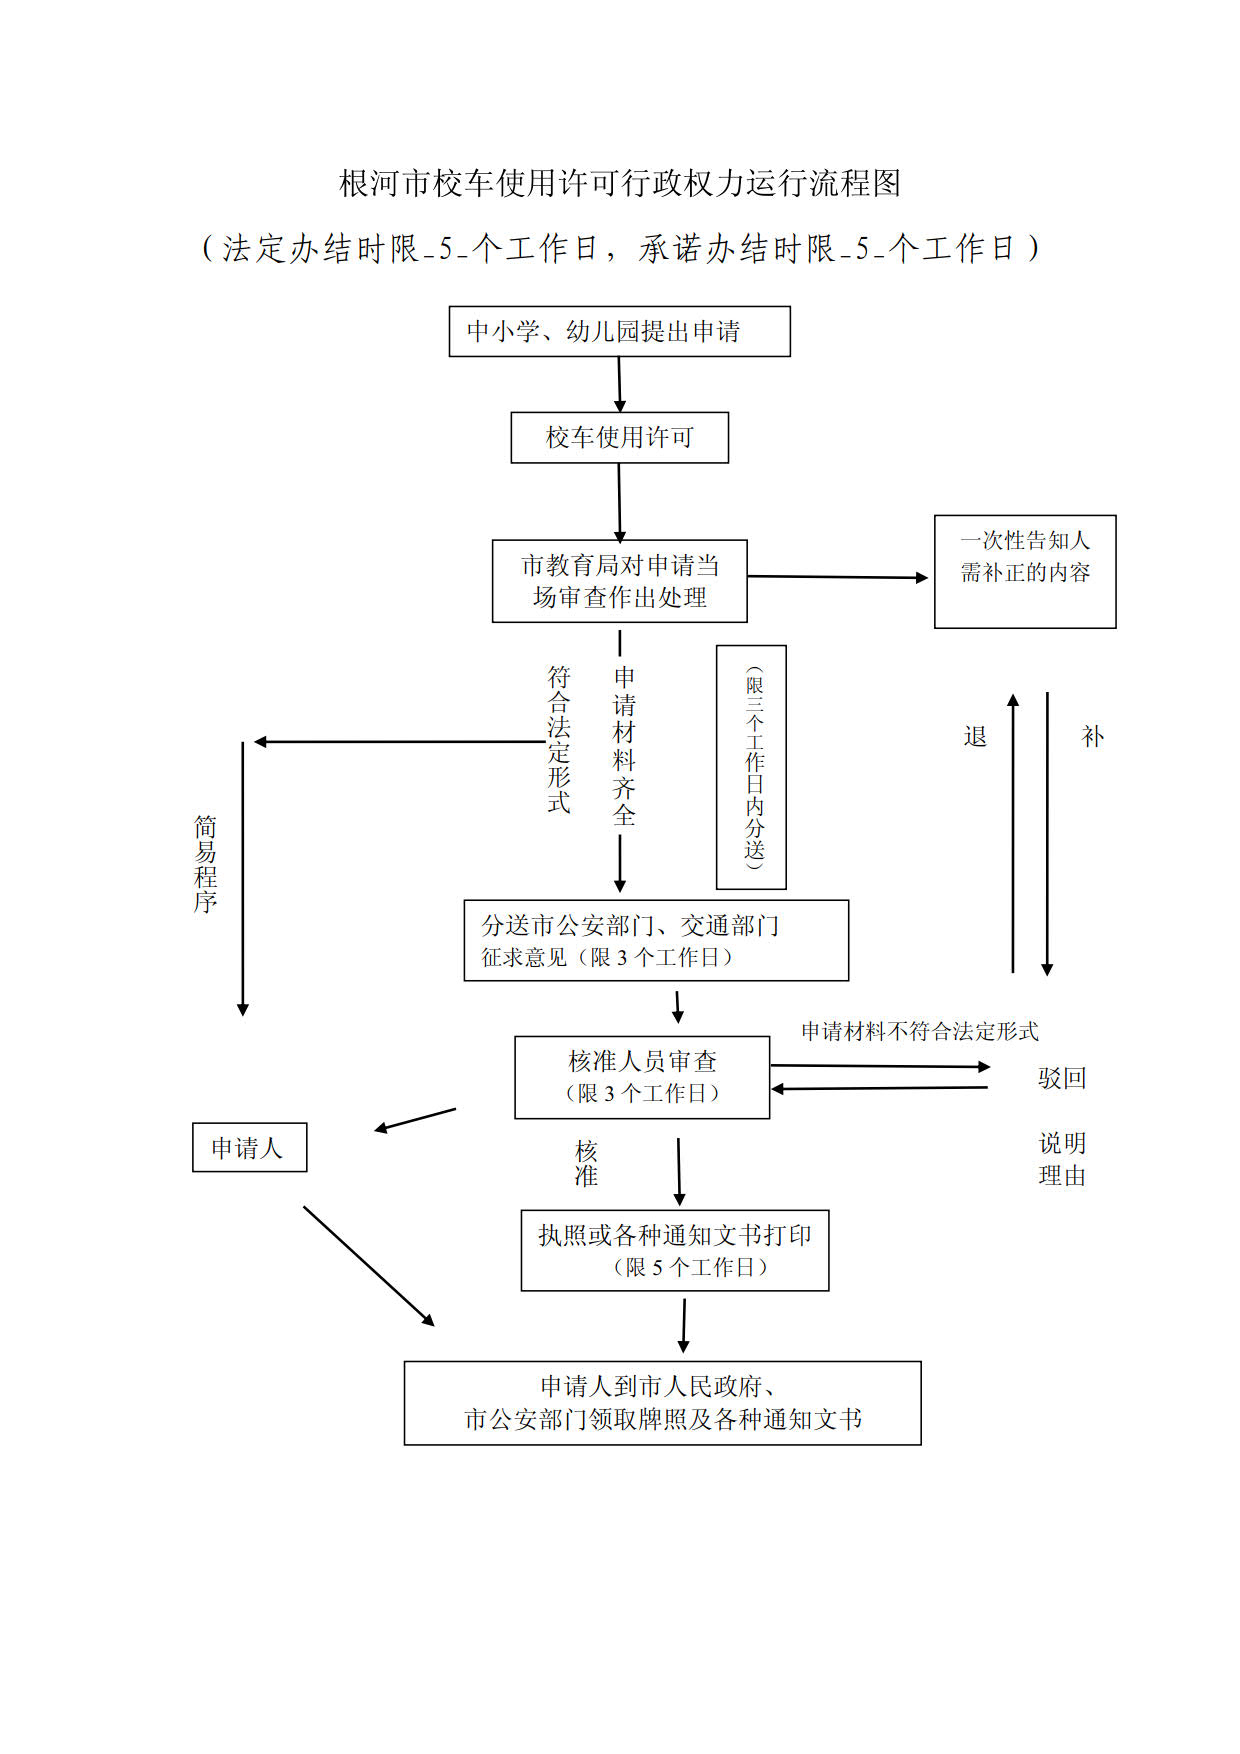 根河市校车使用许可行政权力运行流程图
（法定办结时限_5_个工作日，承诺办结时限_5_个工作日）
中小学、幼儿园提出申请
校车使用许可
市教育局对申请当
场审查作出处理
一次性告知人
需补正的内容
符合法定形式
申请材料齐全
（限三个工作日内分送）
退
补
简易程序
分送市公安部门、交通部门
征求意见（限 3 个工作日）
申请材料不符合法定形式
核准人员审查
（限 3 个工作日）
驳回
说明
理由
申请人
核准
执照或各种通知文书打印
（限 5 个工作日）
申请人到市人民政府、
市公安部门领取牌照及各种通知文书